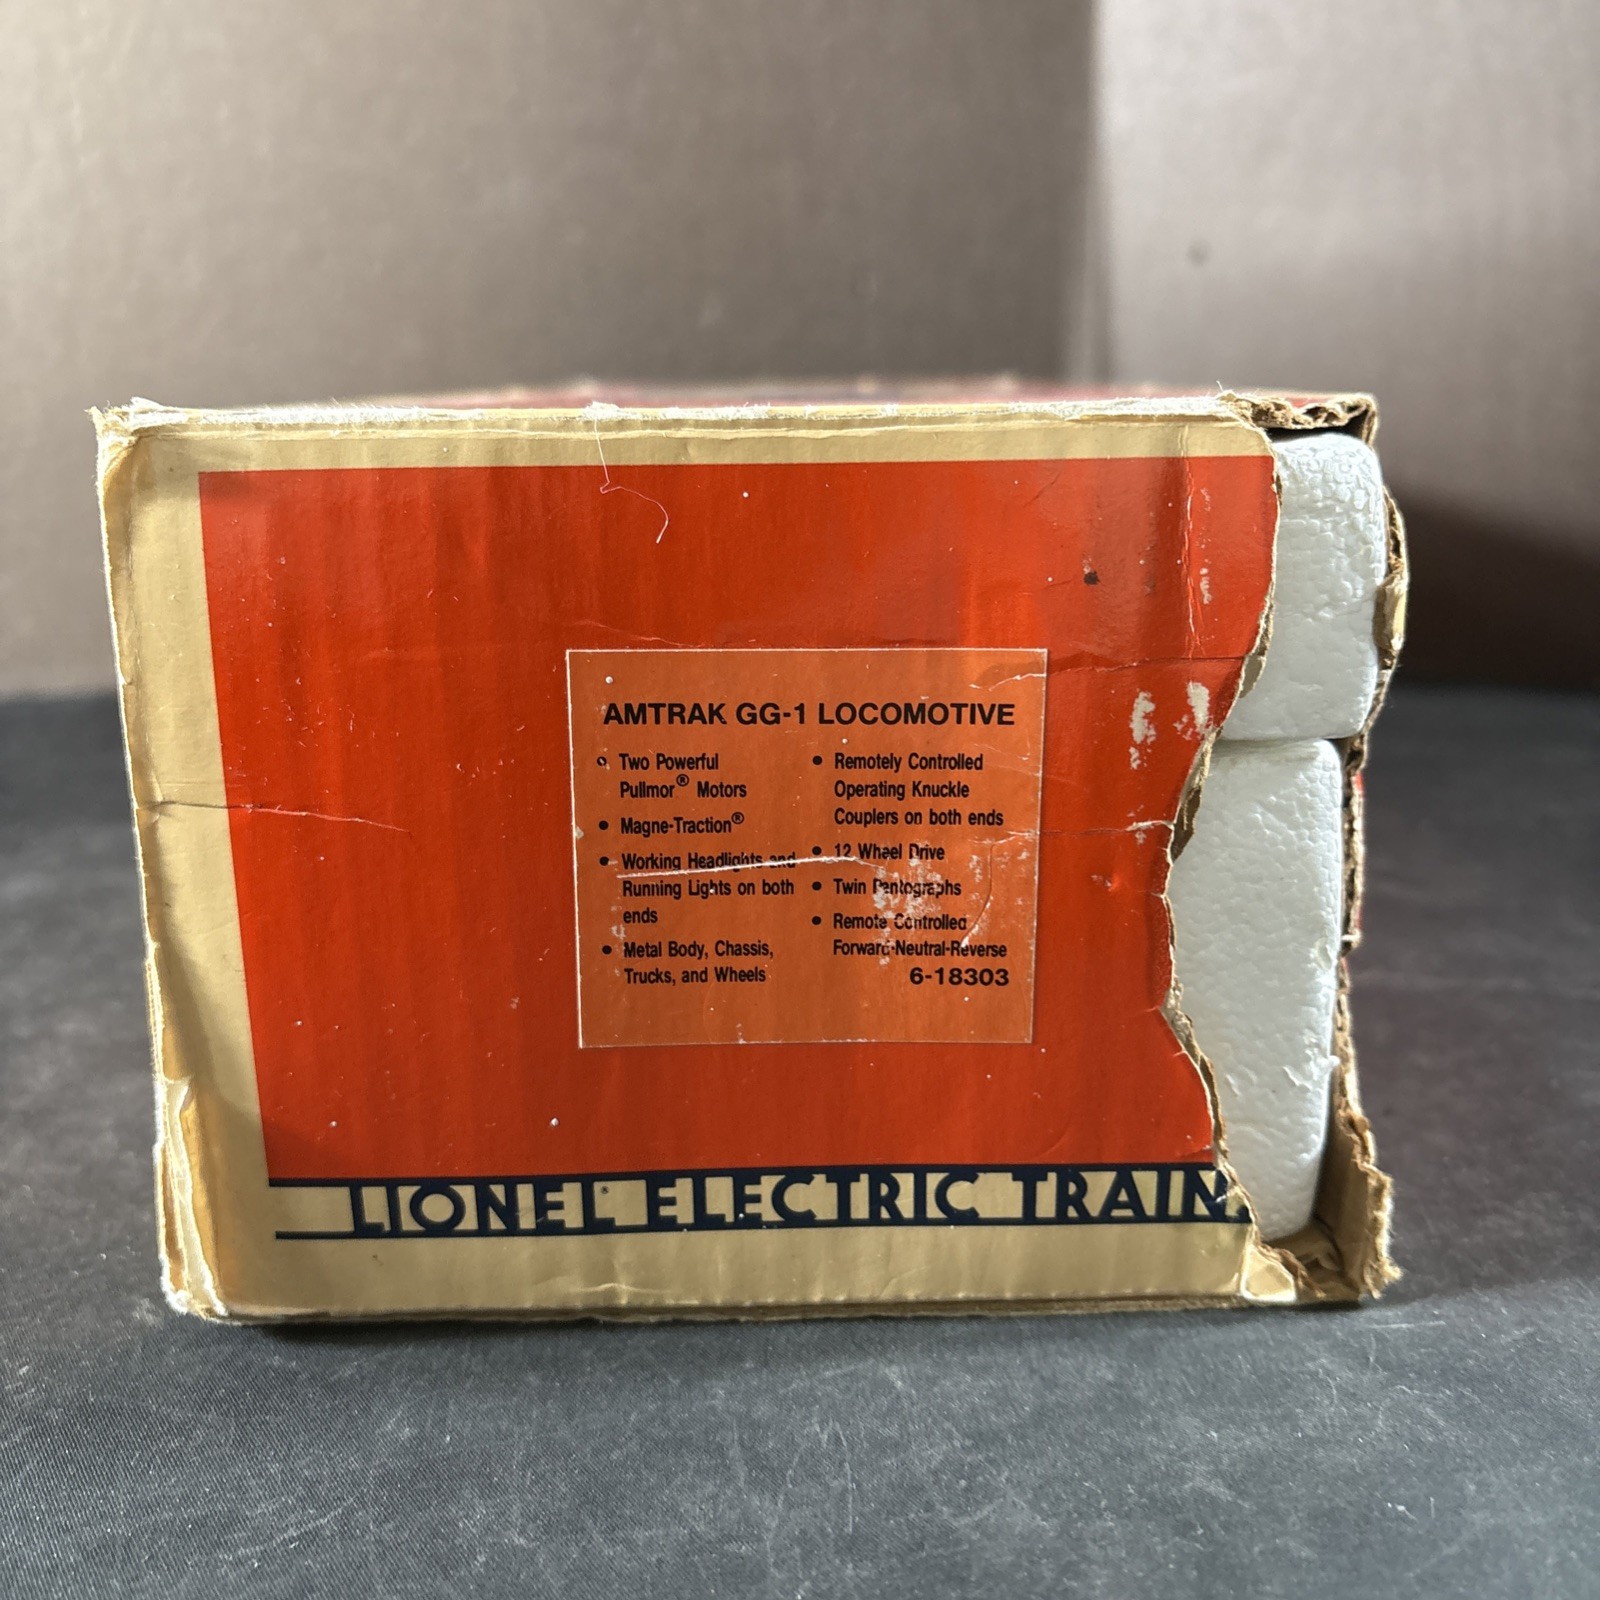 AMTRAK GG-1 LOCOMOTIVE
• Two Powerful
Pullmor® Motors
• Magne-Traction®
• Working Headlights and
Running Lights on both
ends
• Metal Body, Chassis,
Trucks, and Wheels
• Remotely Controlled
Operating Knuckle
Couplers on both ends
• 12 Wheel Drive
• Twin Pantographs
• Remote Controlled
Forward-Neutral-Reverse
6-18303
LIONEL® ELECTRIC TRAIN